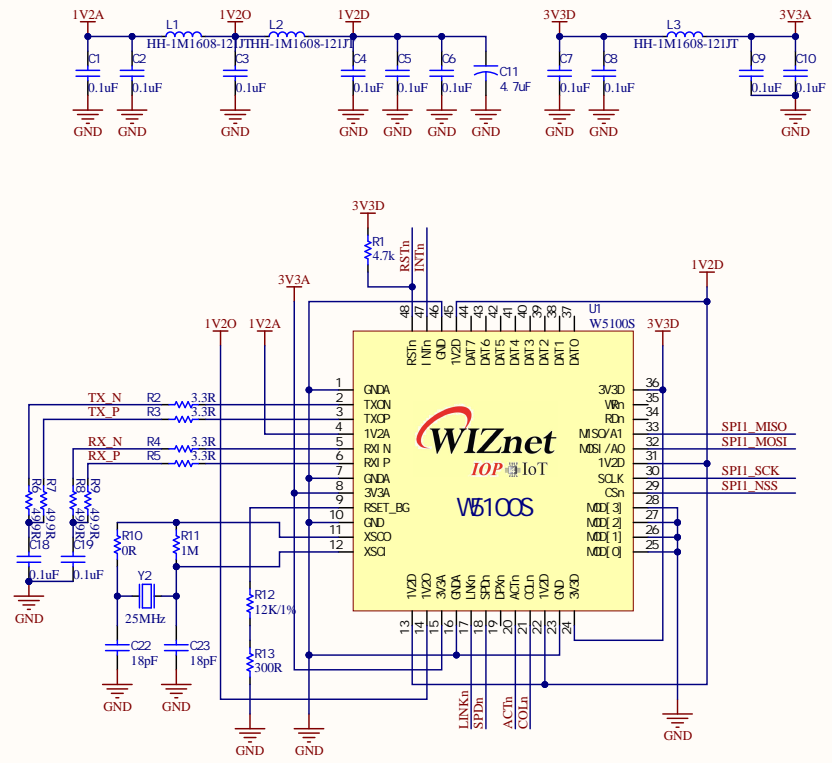 1V2A L1 1V2O L2 1V2D 3V3D L3 3V3A
HH-1M1608-121JT HH-1M1608-121JT HH-1M1608-121JT
C1 C2 C3 C4 C5 C6 C11 C7 C8 C9 C10
0.1uF 0.1uF 0.1uF 0.1uF 0.1uF 0.1uF 4.7uF 0.1uF 0.1uF 0.1uF 0.1uF
GND GND GND GND GND GND GND GND GND GND
3V3D
R1
4.7k
RSTn
INTn
3V3A
1V2O 1V2A
1V2D
3V3D
U1
W5100S
48 47 46 45 44 43 42 41 40 39 38 37
RSTn INTn GND 1V2D DAT7 DAT6 DAT5 DAT4 DAT3 DAT2 DAT1 DAT0
1 GNDA
TX_N R2 3.3R 2 TXON
TX_P R3 3.3R 3 TXOP
4 1V2A
RX_N R4 3.3R 5 RXIN
RX_P R5 3.3R 6 RXIP
7 GNDA
8 3V3A
9 RSET_BG
10 GND
11 XSCO
12 XSCI
3V3D 36
WRn 35
RDn 34
MISO/A1 33 SPI1_MISO
MOSI/A0 32 SPI1_MOSI
1V2D 31
SCLK 30 SPI1_SCK
CSn 29 SPI1_NSS
MOD[3] 28
MOD[2] 27
MOD[1] 26
MOD[0] 25
WIZnet
IOP IoT
W5100S
R6 R7 R8 R9
49.9R 49.9R 49.9R 49.9R
C18 C19
0.1uF 0.1uF
GND
R10
0R
R11
1M
Y2
25MHz
C22
18pF
C23
18pF
GND GND
R12
12K/1%
R13
300R
GND GND
1V2D 1V2O 3V3A GNDA LINKn SPDn DPXn ACTn COLn 1V2D GND 3V3D
13 14 15 16 17 18 19 20 21 22 23 24
LINKn SPDn ACTn COLn
GND